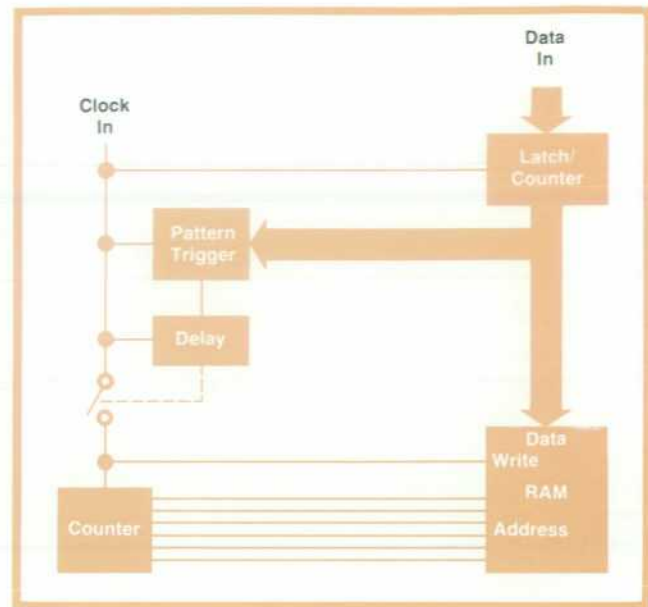 Data
In
Clock
In
Latch/
Counter
Pattern
Trigger
Delay
Data
Write
RAM
Counter
Address